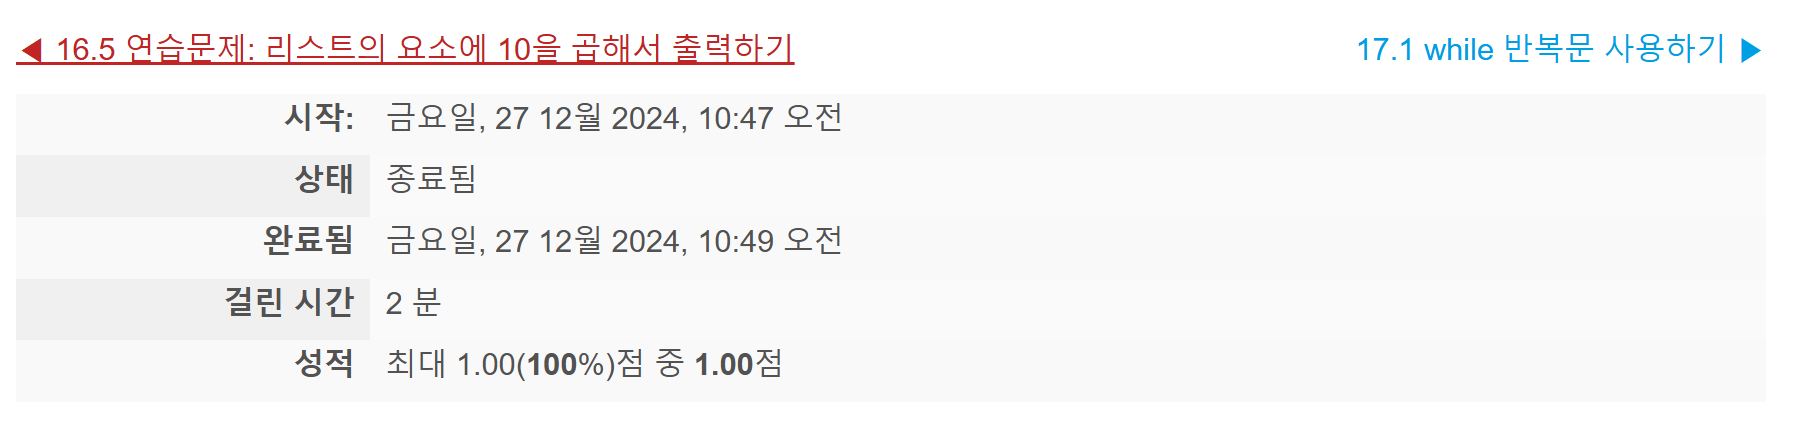 ◀ 16.5 연습문제: 리스트의 요소에 10을 곱해서 출력하기
17.1 while 반복문 사용하기 ▶
시작: 금요일, 27 12월 2024, 10:47 오전
상태 종료됨
완료됨 금요일, 27 12월 2024, 10:49 오전
걸린 시간 2 분
성적 최대 1.00(100%)점 중 1.00점